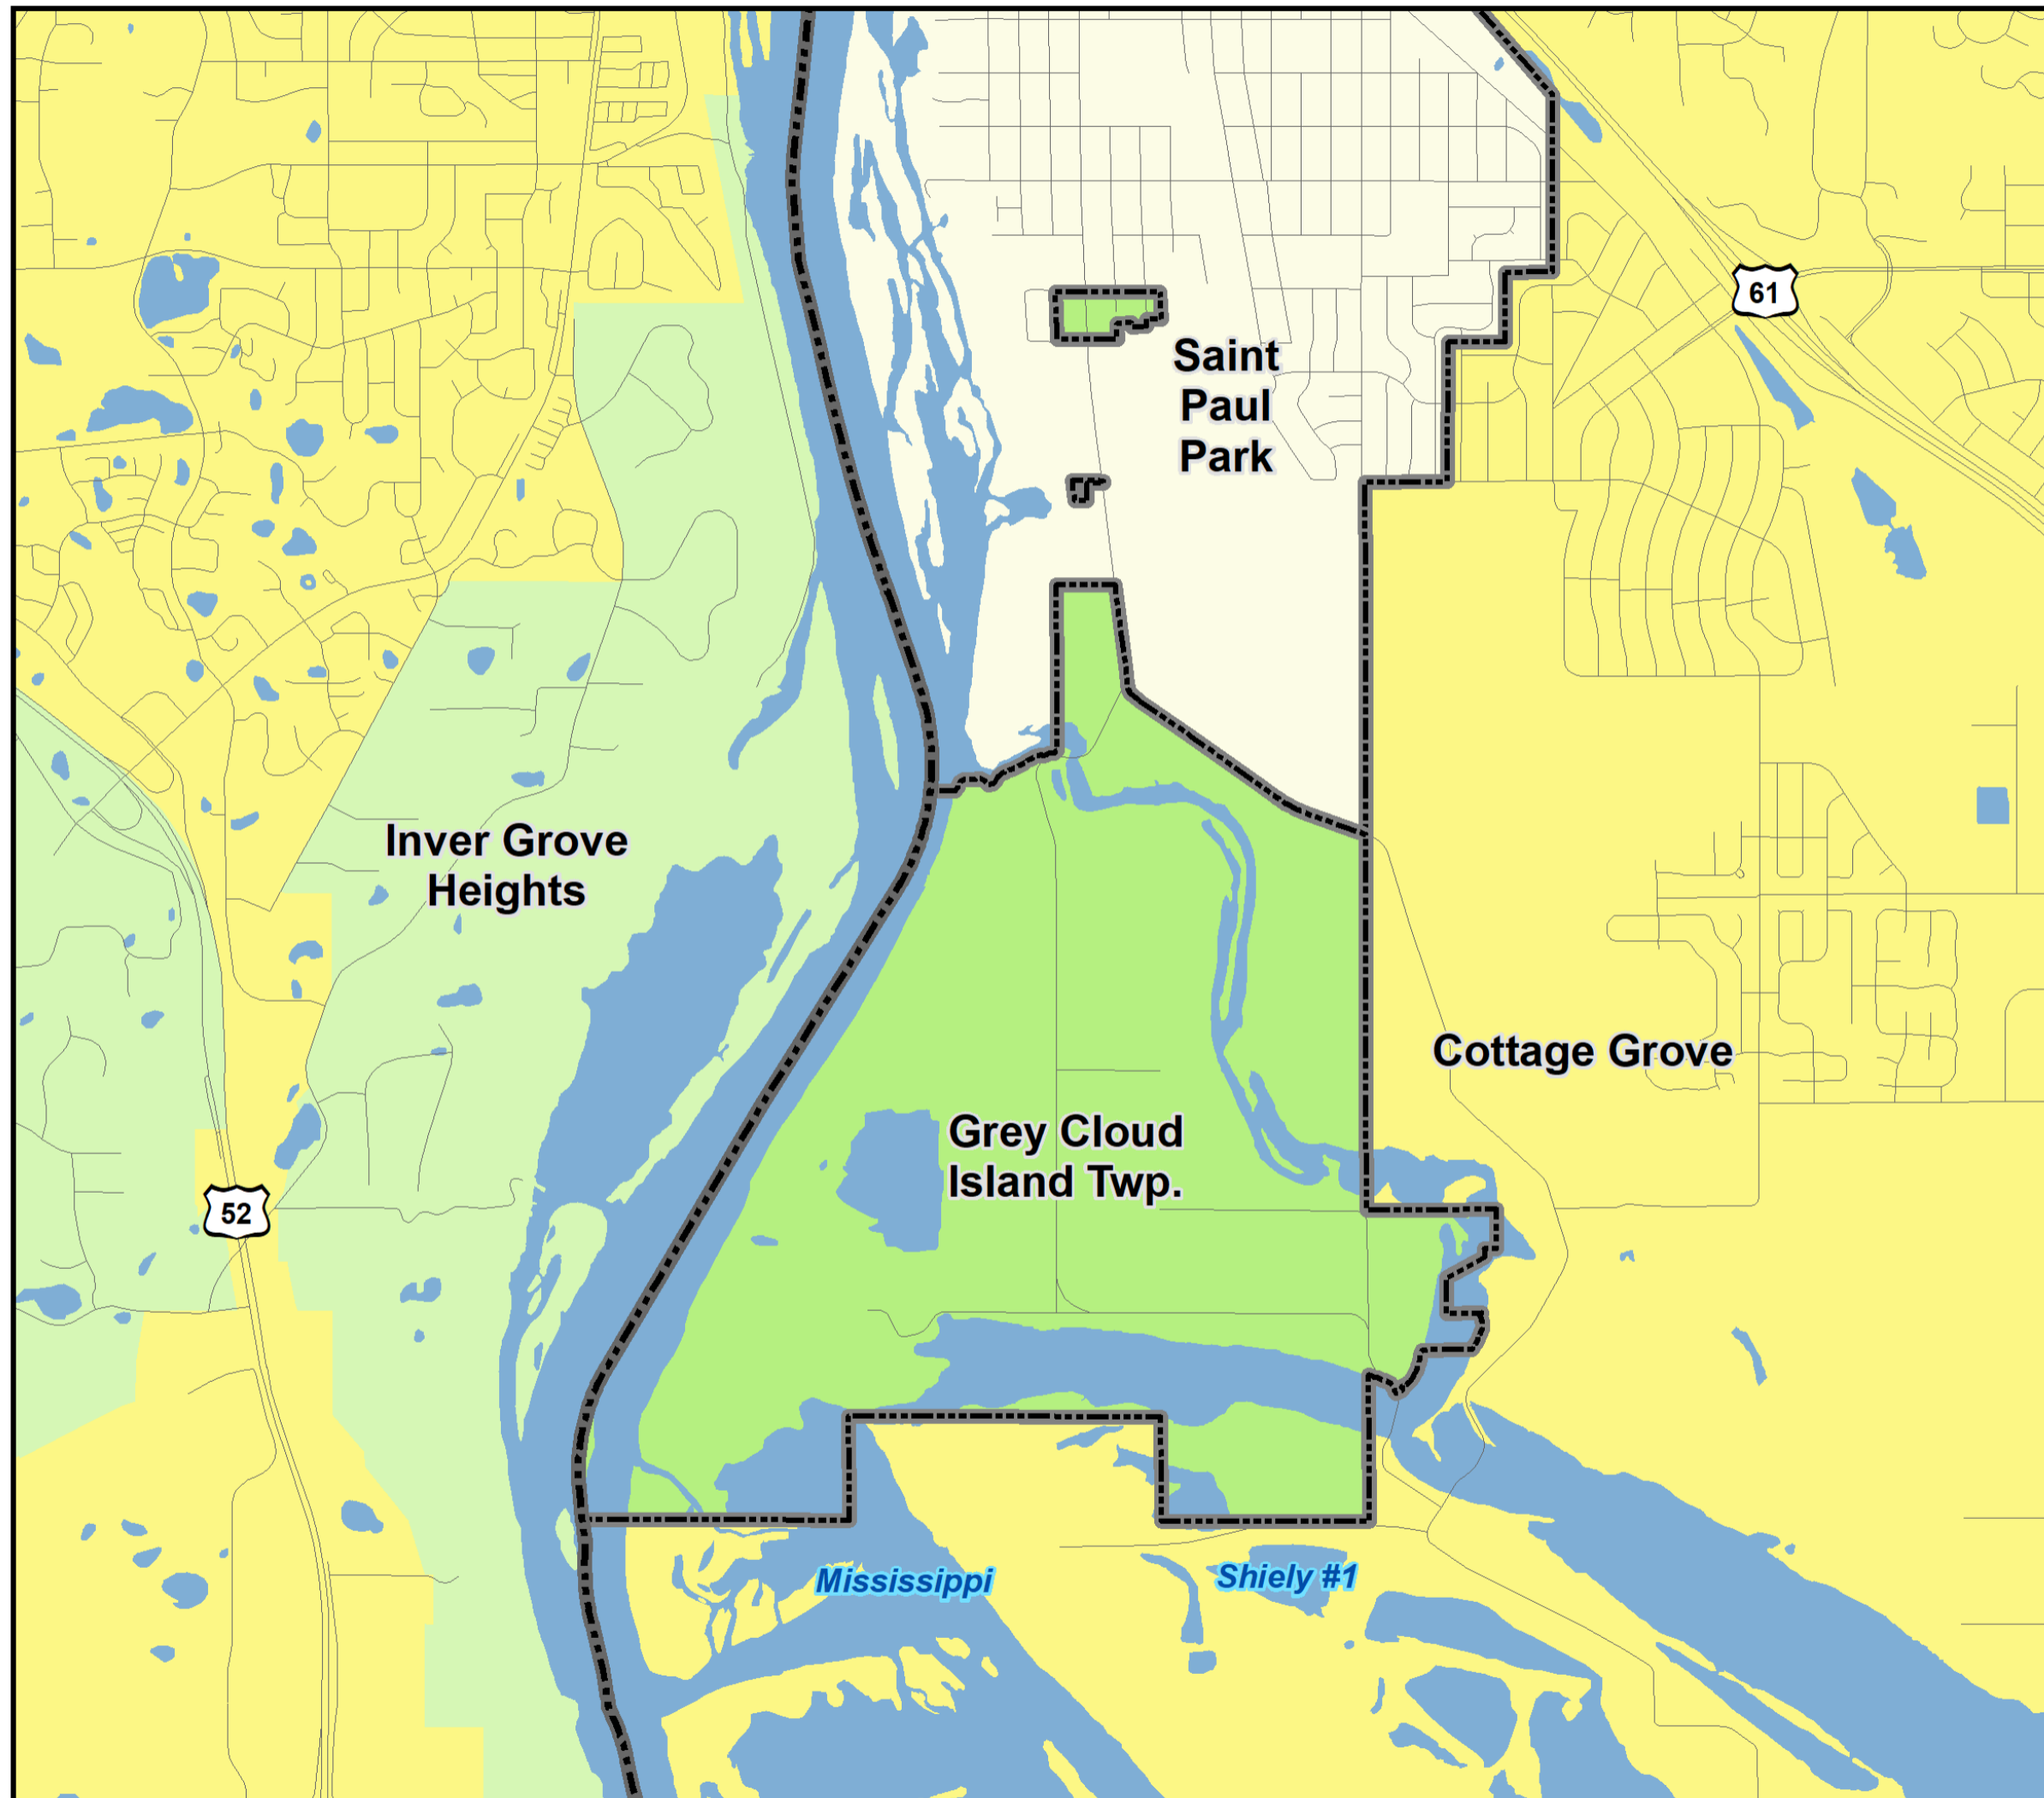 61
Saint
Paul
Park
Inver Grove
Heights
Cottage Grove
Grey Cloud
Island Twp.
52
Mississippi
Shiely #1